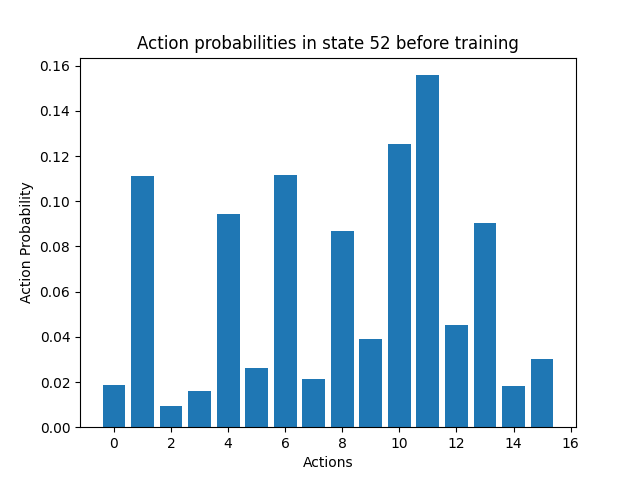 Action probabilities in state 52 before training
0.16
0.14
0.12
0.10
0.08
0.06
0.04
0.02
0.00
Action Probability
0 2 4 6 8 10 12 14 16
Actions